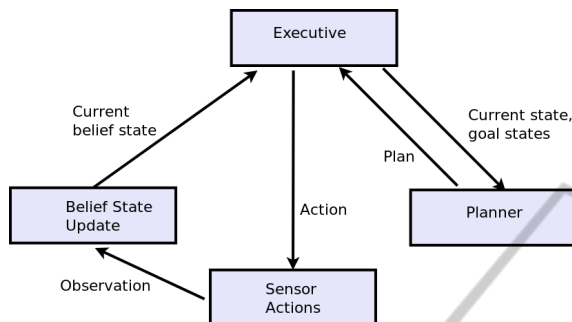 Executive
Current
belief state
Current state,
goal states
Plan
Belief State
Update
Action
Planner
Observation
Sensor
Actions